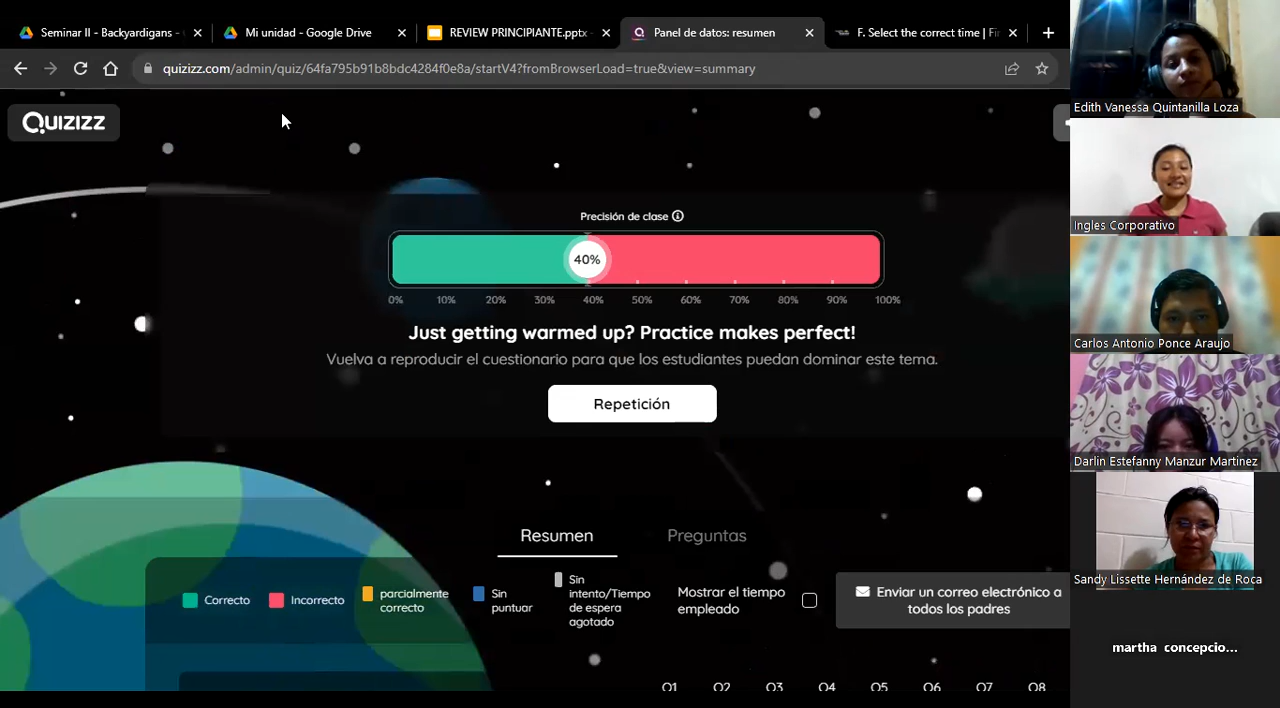 Seminar II - Backyardigans -
Mi unidad - Google Drive
REVIEW PRINCIPIANTE.pptx -
Panel de datos: resumen
F. Select the correct time | Fi
quizizz.com/admin/quiz/64fa795b91b8bdc4284f0e8a/startV4?fromBrowserLoad=true&view=summary
QUIZIZZ
Precisión de clase
40%
0% 10% 20% 30% 40% 50% 60% 70% 80% 90% 100%
Just getting warmed up? Practice makes perfect!
Vuelva a reproducir el cuestionario para que los estudiantes puedan dominar este tema.
Repetición
Resumen
Preguntas
Correcto
Incorrecto
parcialmente
correcto
Sin
puntuar
Sin
intento/Tiempo
de espera
agotado
Mostrar el tiempo
empleado
Enviar un correo electrónico a
todos los padres
Q1 Q2 Q3 Q4 Q5 Q6 Q7 Q8
Edith Vanessa Quintanilla Loza
Ingles Corporativo
Carlos Antonio Ponce Araujo
Darlin Estefanny Manzur Martinez
Sandy Lissette Hernández de Roca
martha concepcio...